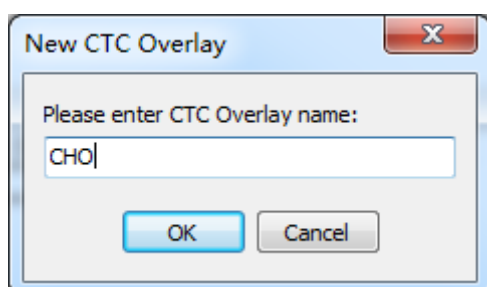 New CTC Overlay
Please enter CTC Overlay name:
CHO
OK Cancel